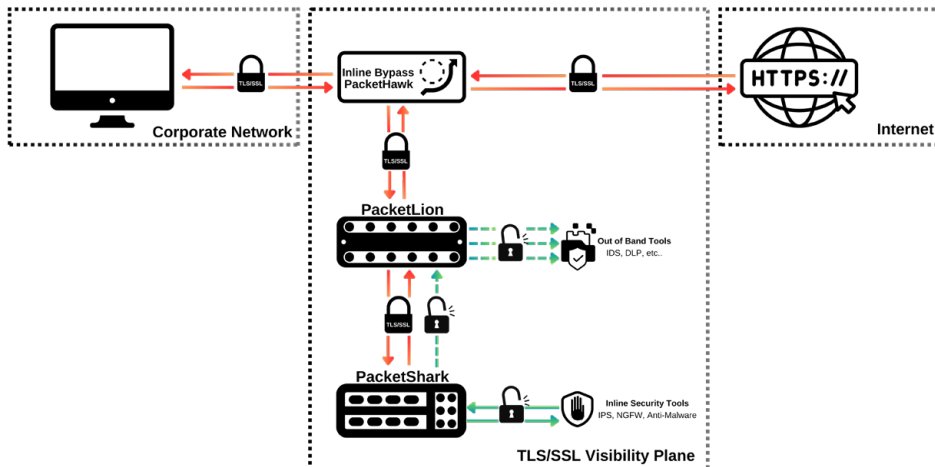 TLS/SSL
Corporate Network
Inline Bypass
PacketHawk
TLS/SSL
HTTPS://
Internet
TLS/SSL
PacketLion
Out of Band Tools
IDS, DLP, etc..
TLS/SSL
PacketShark
Inline Security Tools
IPS, NGFW, Anti-Malware
TLS/SSL Visibility Plane